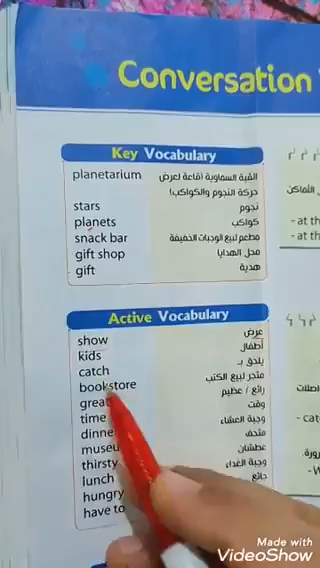 Conversation
Key Vocabulary
planetarium القبة السماوية (قاعة لعرض
حركة النجوم والكواكب)
stars نجوم
planets كواكب
snack bar مطعم لبيع الوجبات الخفيفة
gift shop محل الهدايا
gift هدية
Active Vocabulary
show عرض
kids أطفال
catch يلحق بـ
bookstore متجر لبيع الكتب
great رائع / عظيم
time وقت
dinne وجبة العشاء
museu متحف
thirsty عطشان
lunch وجبة الغداء
hungry جائع
have to
الأماكن
- at th
- at th
- cat
Made with
VideoShow